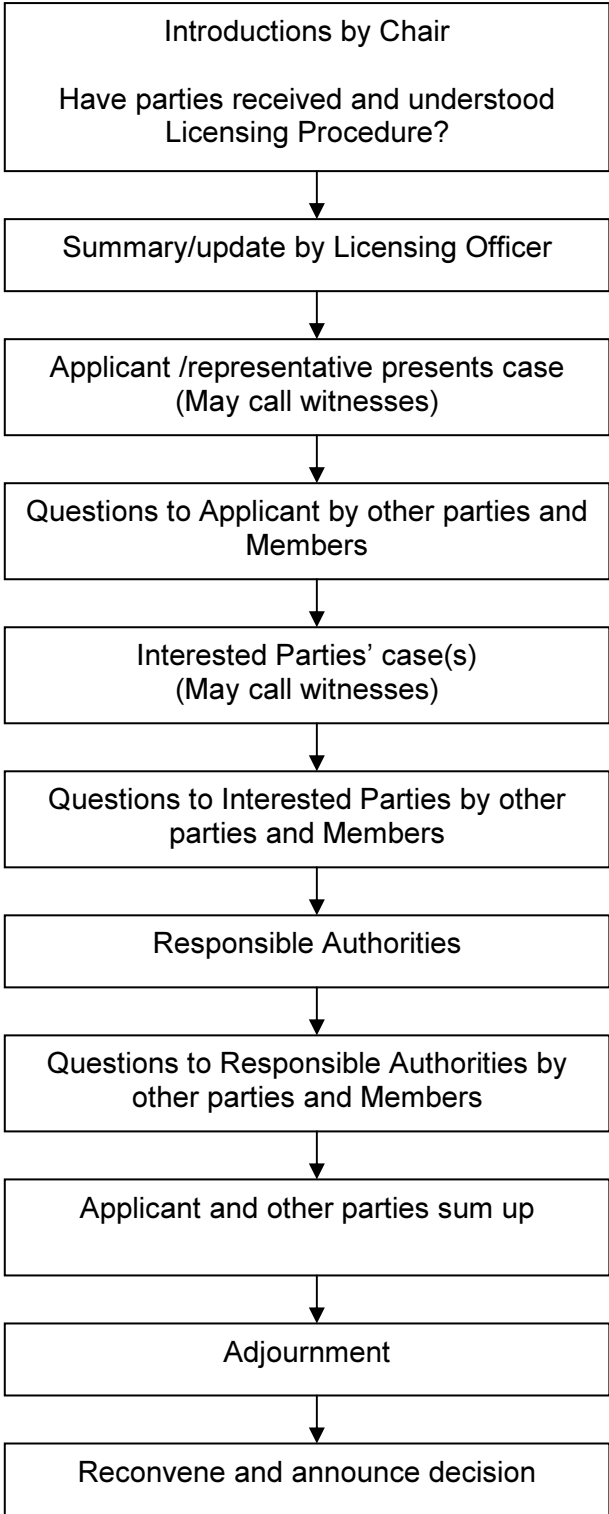 Introductions by Chair
Have parties received and understood
Licensing Procedure?
Summary/update by Licensing Officer
Applicant /representative presents case
(May call witnesses)
Questions to Applicant by other parties and
Members
Interested Parties’ case(s)
(May call witnesses)
Questions to Interested Parties by other
parties and Members
Responsible Authorities
Questions to Responsible Authorities by
other parties and Members
Applicant and other parties sum up
Adjournment
Reconvene and announce decision